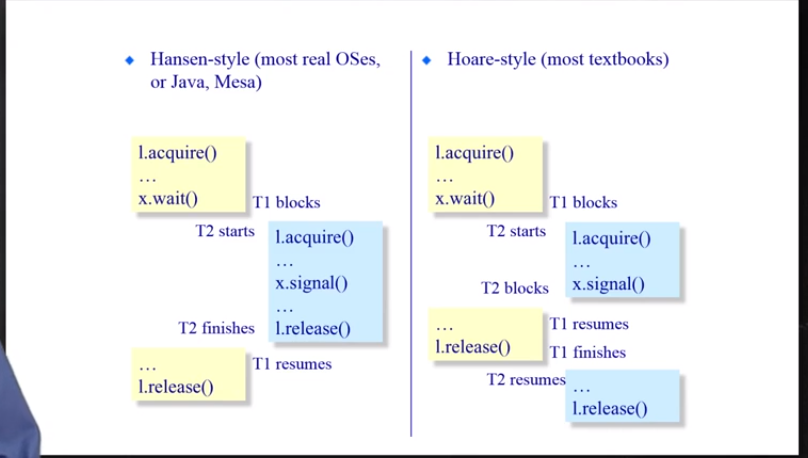 Hansen-style (most real OSes,
or Java, Mesa)
l.acquire()
…
x.wait()
T1 blocks
T2 starts
l.acquire()
…
x.signal()
…
l.release()
T2 finishes
T1 resumes
…
l.release()
Hoare-style (most textbooks)
l.acquire()
…
x.wait()
T1 blocks
T2 starts
l.acquire()
…
x.signal()
T2 blocks
…
l.release()
T1 resumes
T1 finishes
T2 resumes
…
l.release()